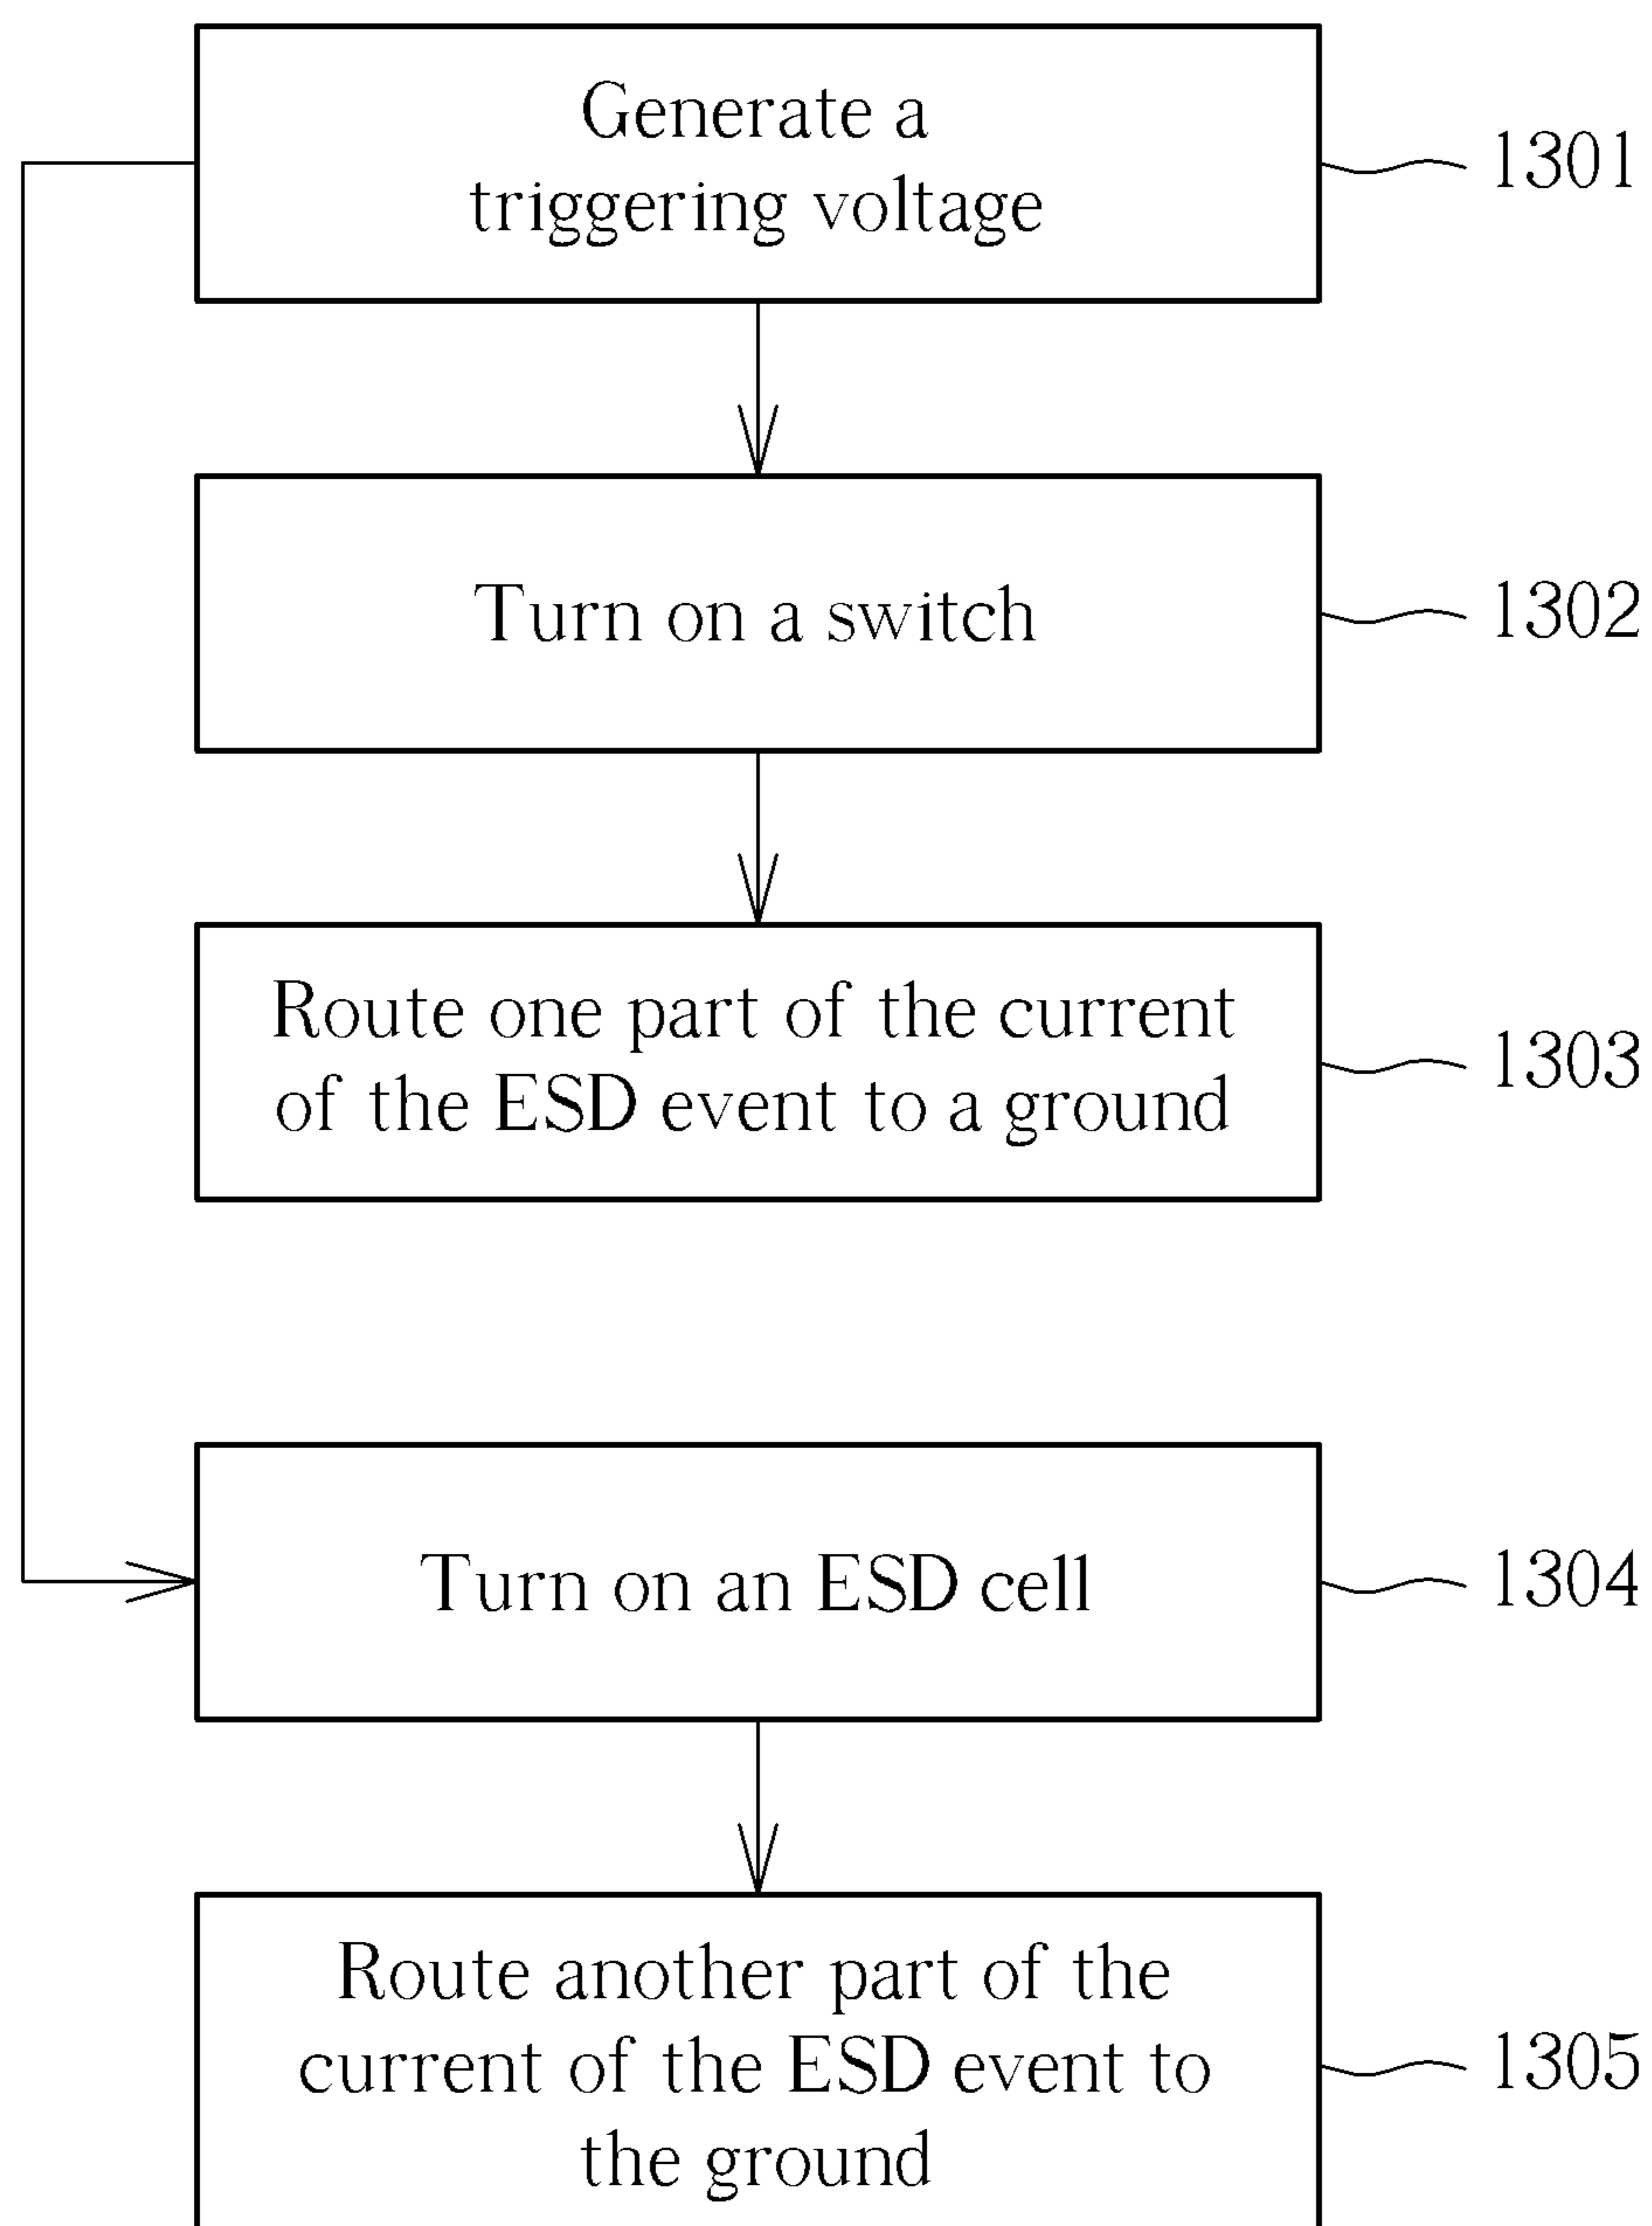 Generate a
triggering voltage
1301
Turn on a switch
1302
Route one part of the current
of the ESD event to a ground
1303
Turn on an ESD cell
1304
Route another part of the
current of the ESD event to
the ground
1305